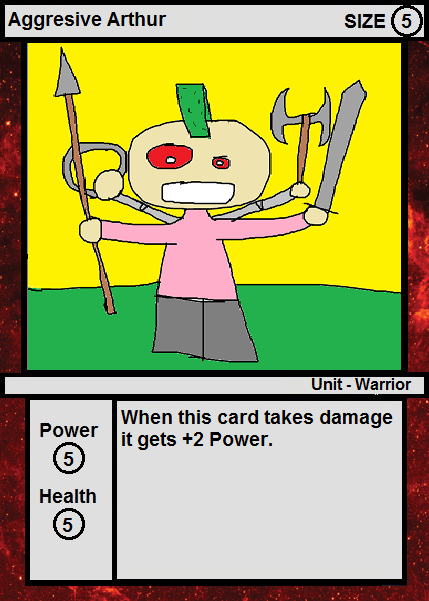 Aggresive Arthur
SIZE 5
Unit - Warrior
Power
5
Health
5
When this card takes damage
it gets +2 Power.